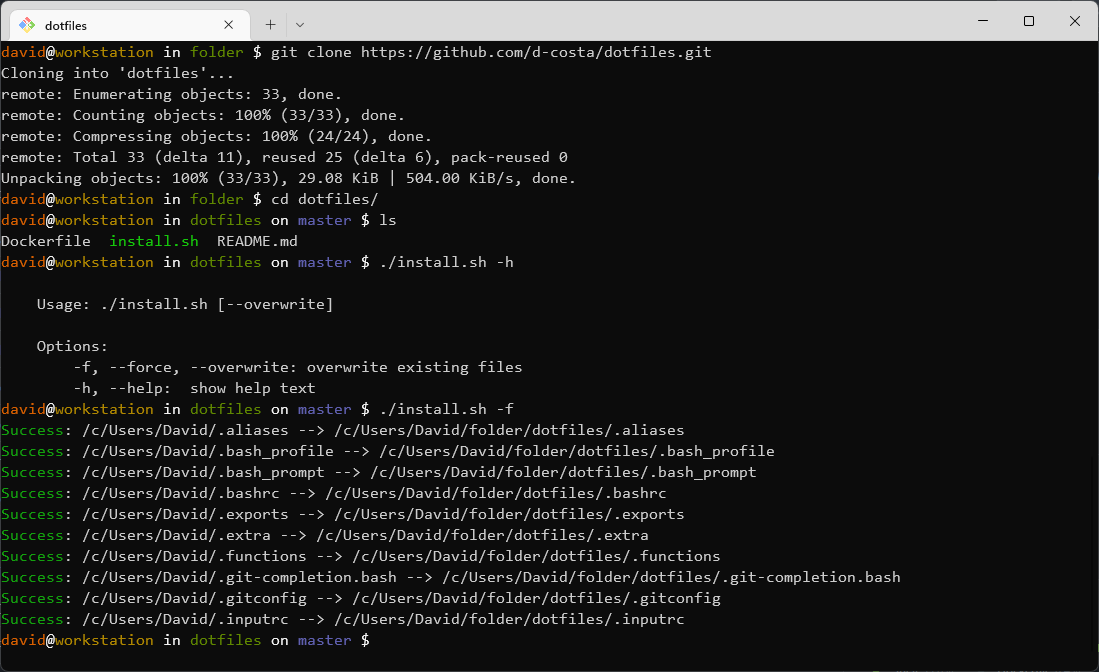 dotfiles
david@workstation in folder $ git clone https://github.com/d-costa/dotfiles.git
Cloning into 'dotfiles'...
remote: Enumerating objects: 33, done.
remote: Counting objects: 100% (33/33), done.
remote: Compressing objects: 100% (24/24), done.
remote: Total 33 (delta 11), reused 25 (delta 6), pack-reused 0
Unpacking objects: 100% (33/33), 29.08 KiB | 504.00 KiB/s, done.
david@workstation in folder $ cd dotfiles/
david@workstation in dotfiles on master $ ls
Dockerfile  install.sh  README.md
david@workstation in dotfiles on master $ ./install.sh -h
    Usage: ./install.sh [--overwrite]
    Options:
        -f, --force, --overwrite: overwrite existing files
        -h, --help:  show help text
david@workstation in dotfiles on master $ ./install.sh -f
Success: /c/Users/David/.aliases --> /c/Users/David/folder/dotfiles/.aliases
Success: /c/Users/David/.bash_profile --> /c/Users/David/folder/dotfiles/.bash_profile
Success: /c/Users/David/.bash_prompt --> /c/Users/David/folder/dotfiles/.bash_prompt
Success: /c/Users/David/.bashrc --> /c/Users/David/folder/dotfiles/.bashrc
Success: /c/Users/David/.exports --> /c/Users/David/folder/dotfiles/.exports
Success: /c/Users/David/.extra --> /c/Users/David/folder/dotfiles/.extra
Success: /c/Users/David/.functions --> /c/Users/David/folder/dotfiles/.functions
Success: /c/Users/David/.git-completion.bash --> /c/Users/David/folder/dotfiles/.git-completion.bash
Success: /c/Users/David/.gitconfig --> /c/Users/David/folder/dotfiles/.gitconfig
Success: /c/Users/David/.inputrc --> /c/Users/David/folder/dotfiles/.inputrc
david@workstation in dotfiles on master $